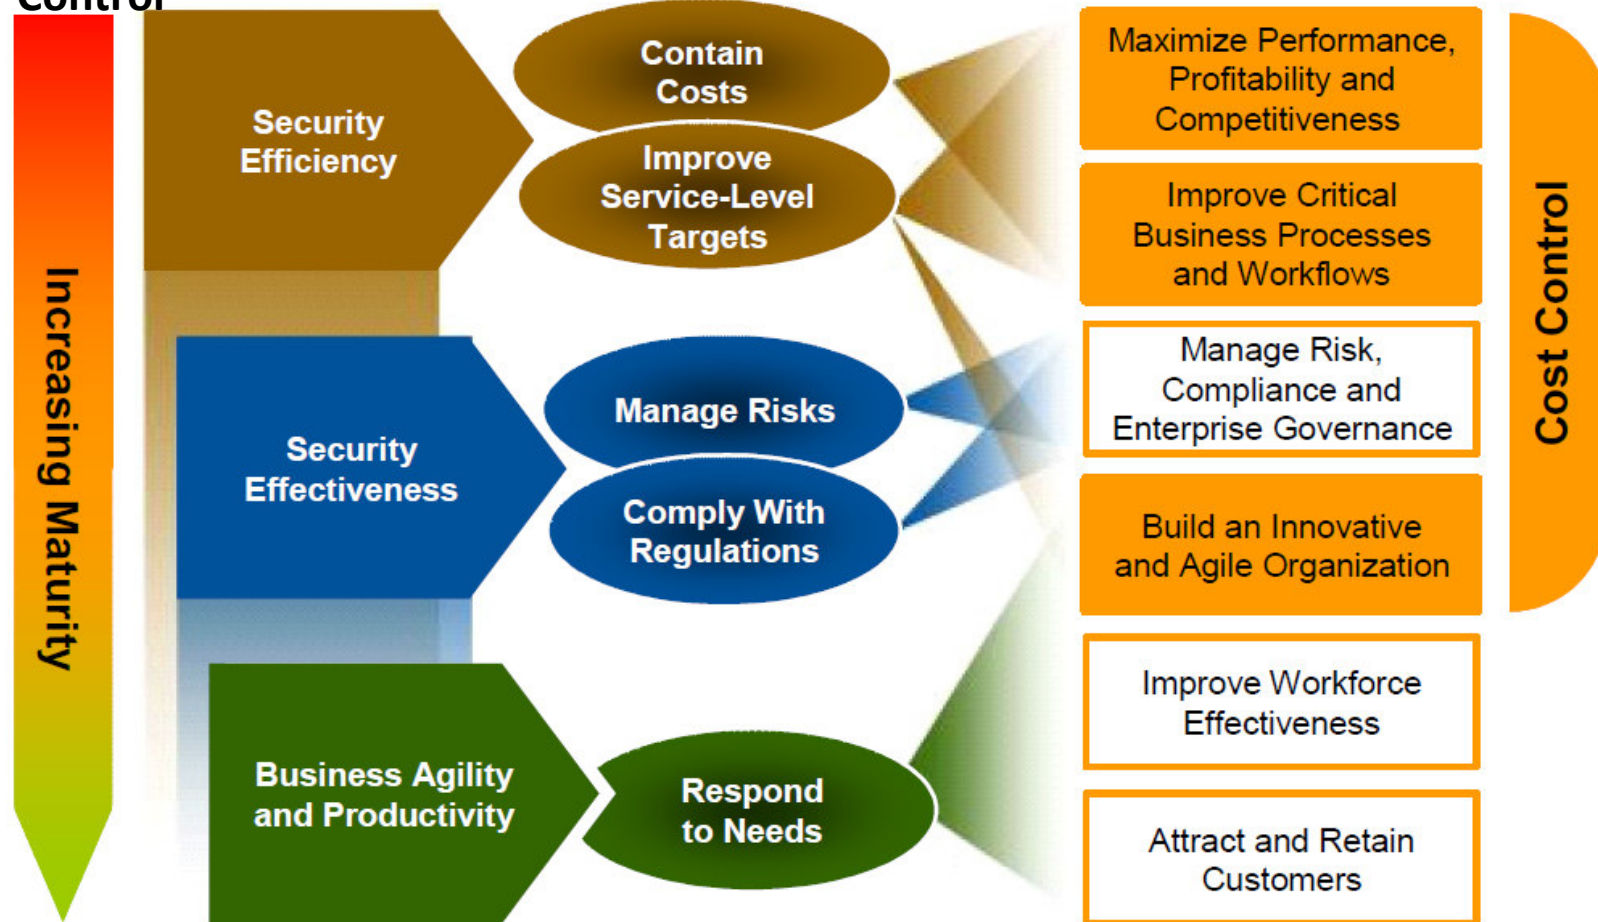 Control
Increasing Maturity
Security
Efficiency
Contain
Costs
Improve
Service-Level
Targets
Security
Effectiveness
Manage Risks
Comply With
Regulations
Business Agility
and Productivity
Respond
to Needs
Maximize Performance,
Profitability and
Competitiveness
Improve Critical
Business Processes
and Workflows
Manage Risk,
Compliance and
Enterprise Governance
Build an Innovative
and Agile Organization
Improve Workforce
Effectiveness
Attract and Retain
Customers
Cost Control